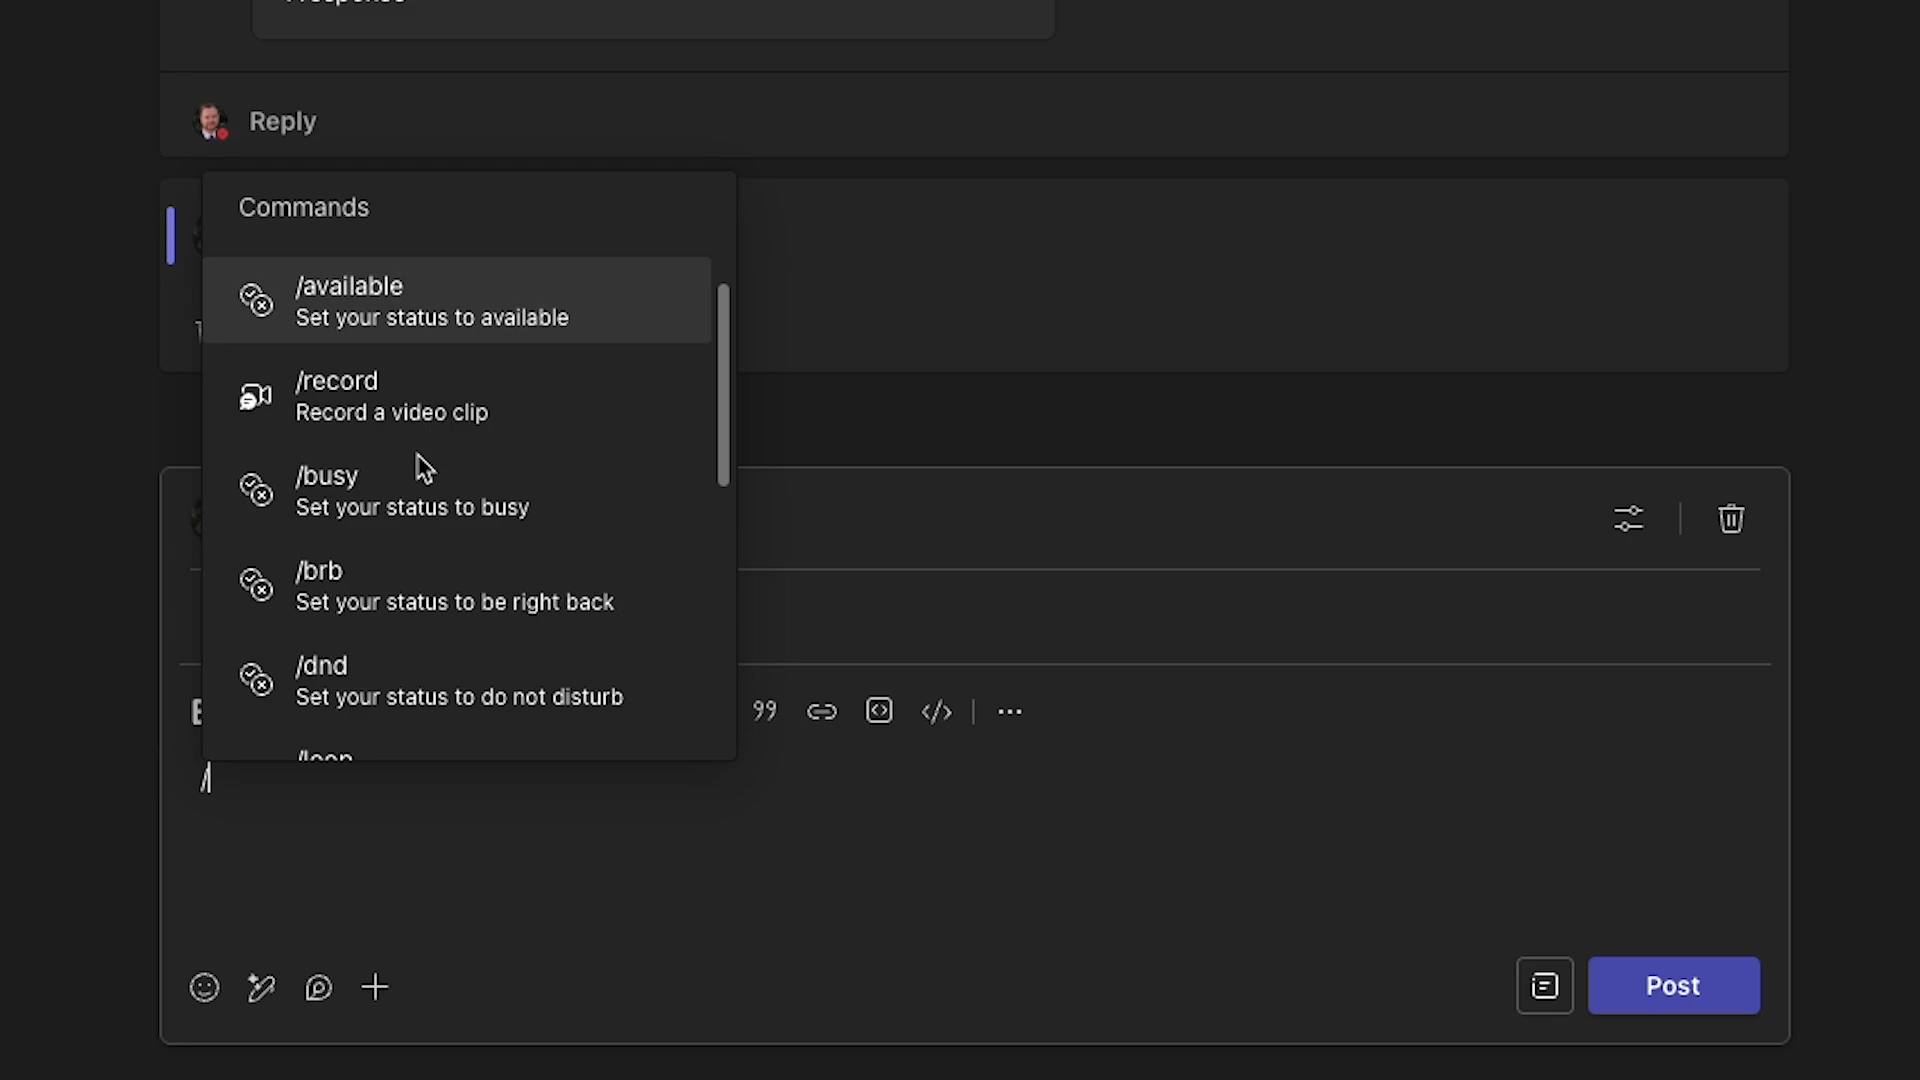 Reply
Commands
/available
Set your status to available
/record
Record a video clip
/busy
Set your status to busy
/brb
Set your status to be right back
/dnd
Set your status to do not disturb
/loop
/
Post